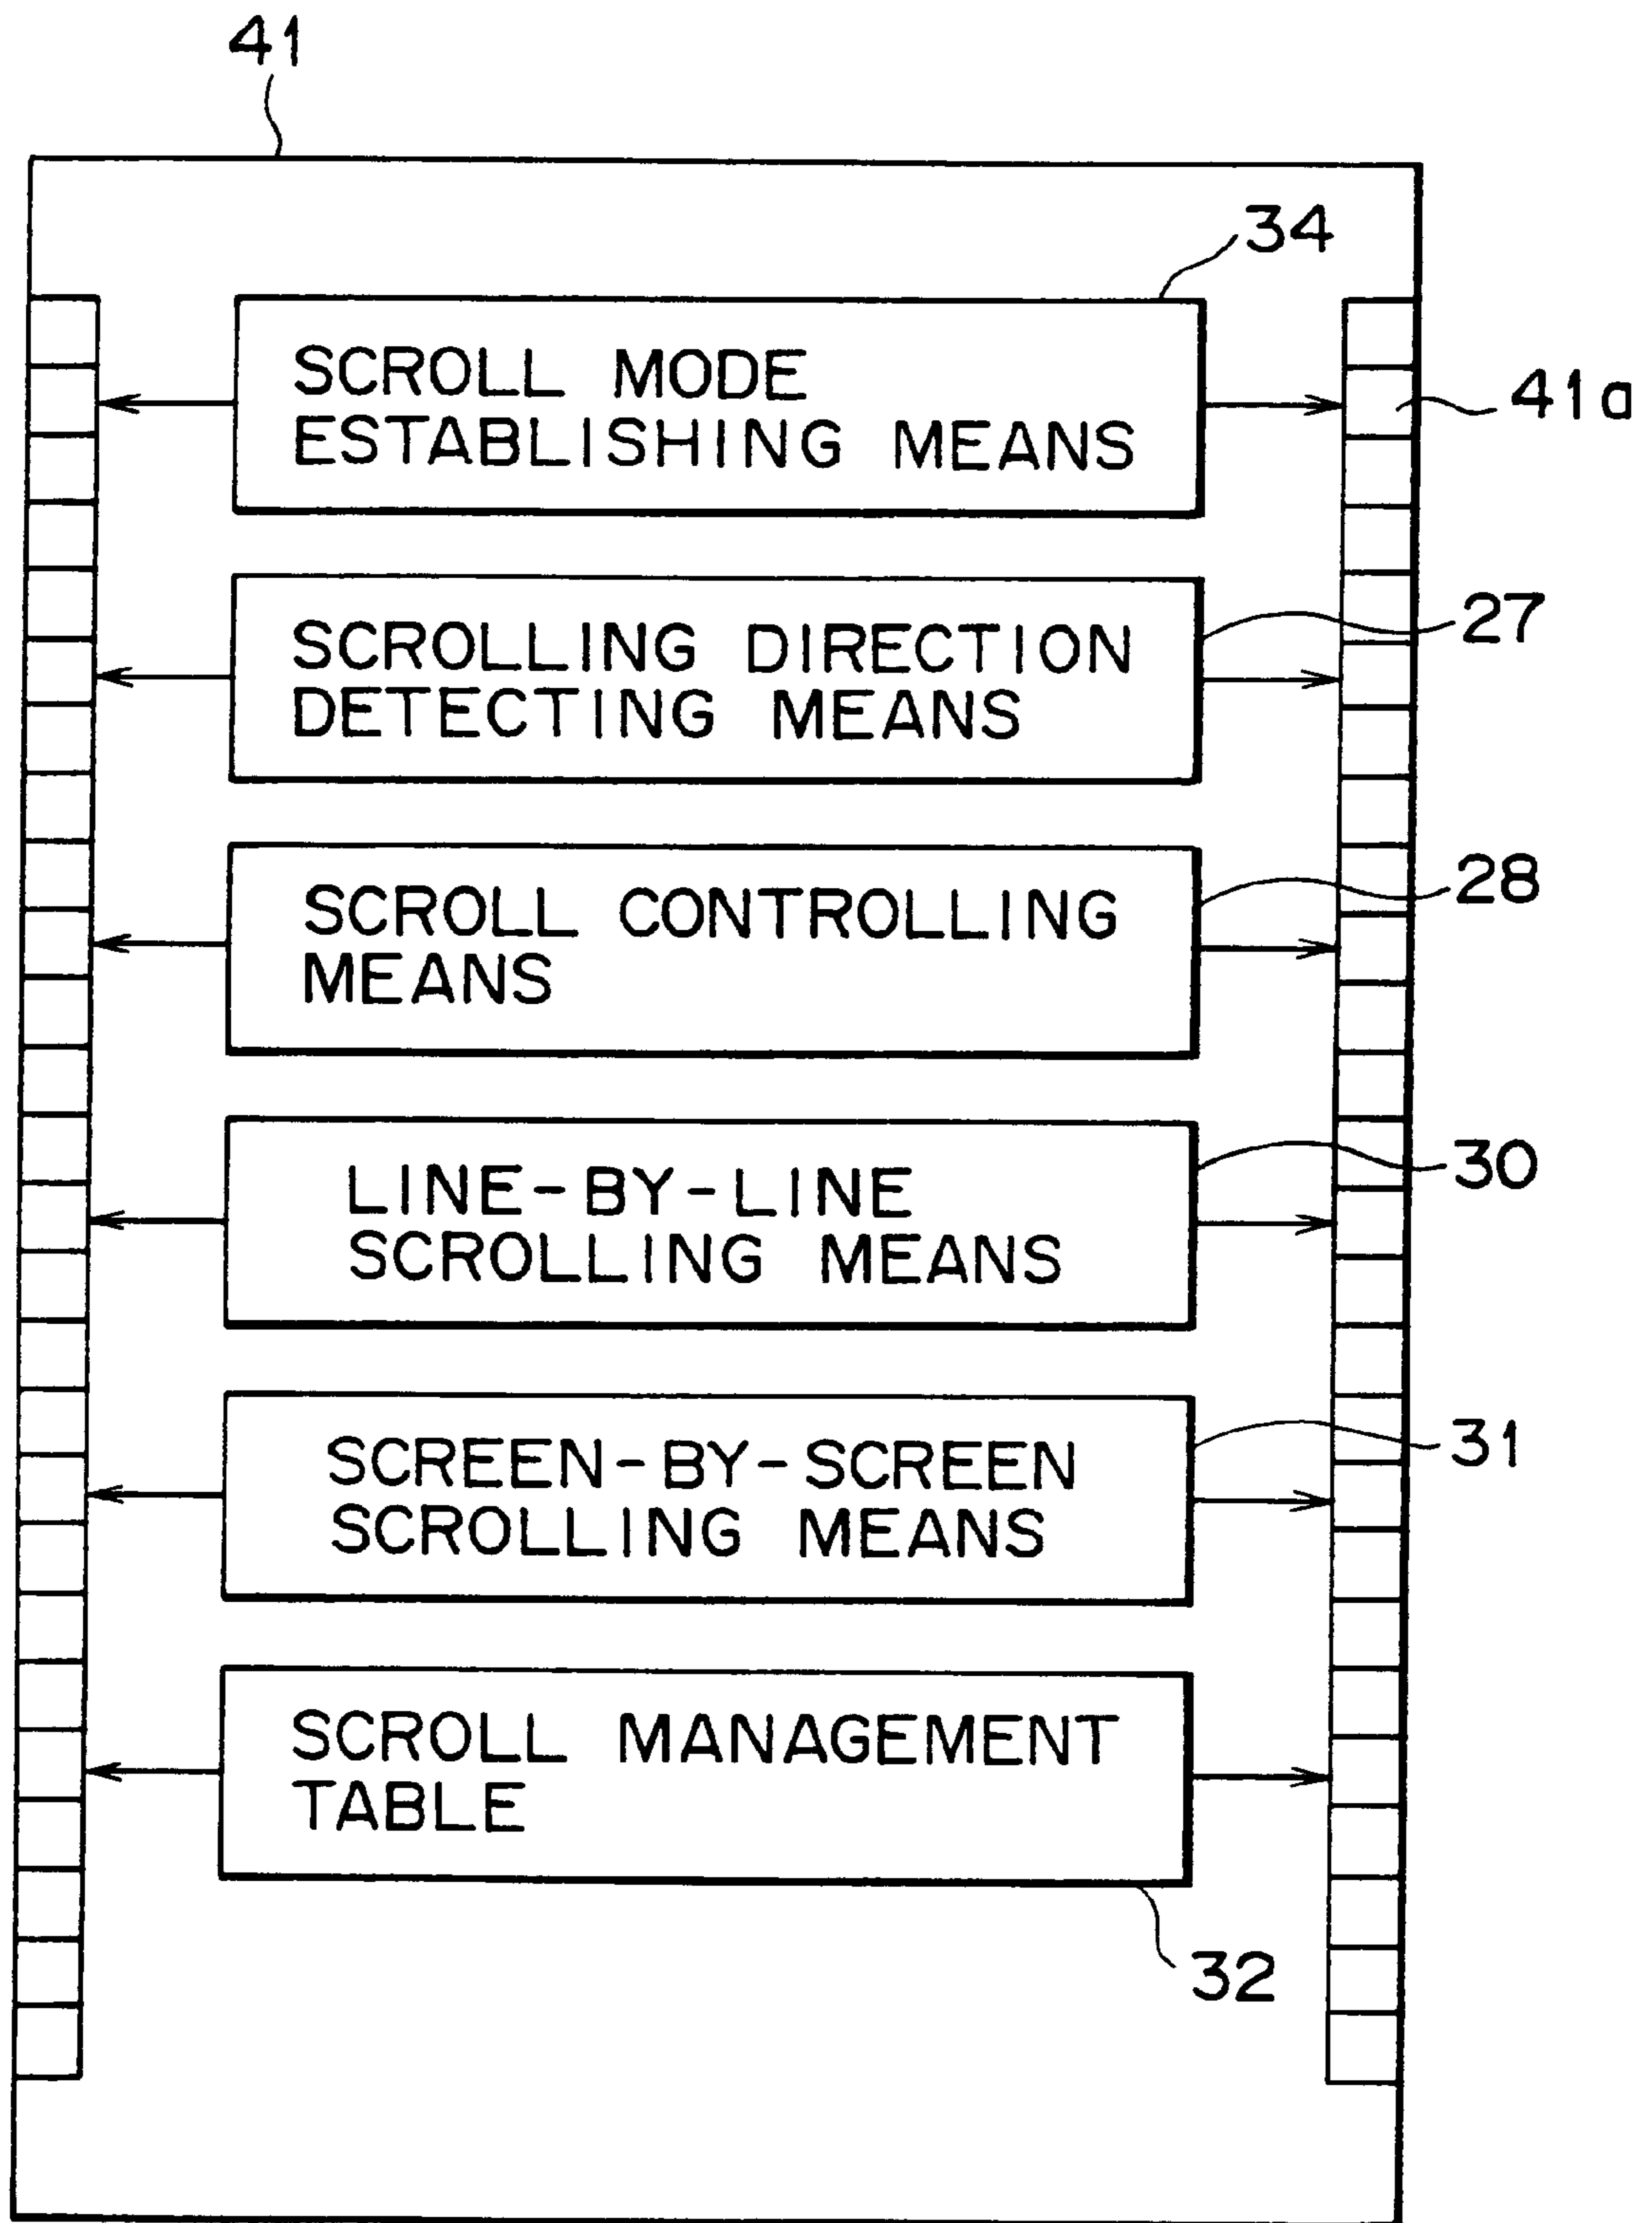 41
34
SCROLL MODE
ESTABLISHING MEANS
41a
27
SCROLLING DIRECTION
DETECTING MEANS
28
SCROLL CONTROLLING
MEANS
30
LINE-BY-LINE
SCROLLING MEANS
31
SCREEN-BY-SCREEN
SCROLLING MEANS
SCROLL MANAGEMENT
TABLE
32